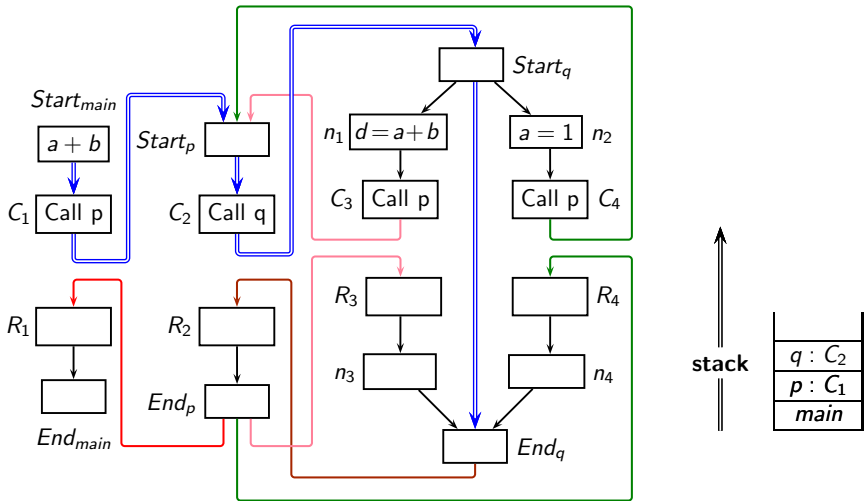 Start_q
Start_main
a + b
Start_p
n_1
d = a + b
a = 1
n_2
C_1
Call p
C_2
Call q
C_3
Call p
Call p
C_4
R_1
R_2
R_3
R_4
n_3
n_4
End_main
End_p
End_q
stack
q : C_2
p : C_1
main